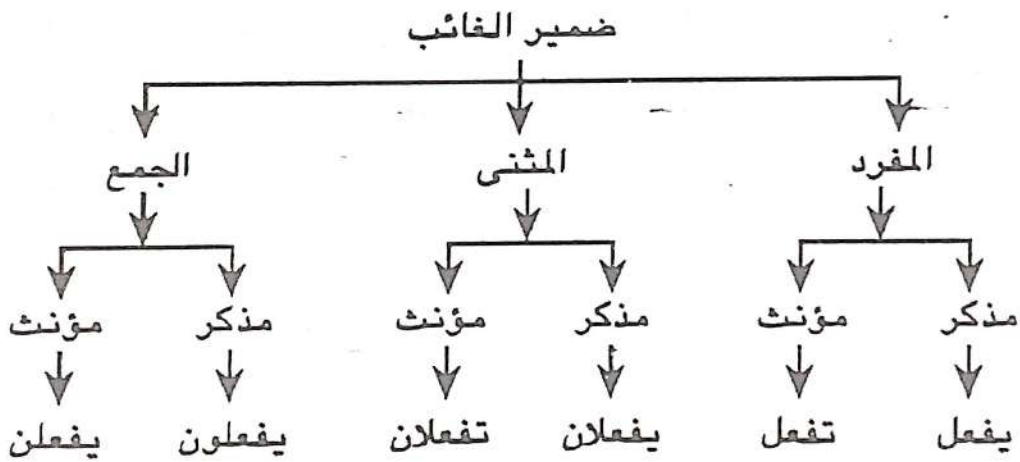 ضمير الغائب
المفرد المثنى الجمع
مذكر مؤنث مذكر مؤنث مذكر مؤنث
يفعل تفعل يفعلان تفعلان يفعلون يفعلن